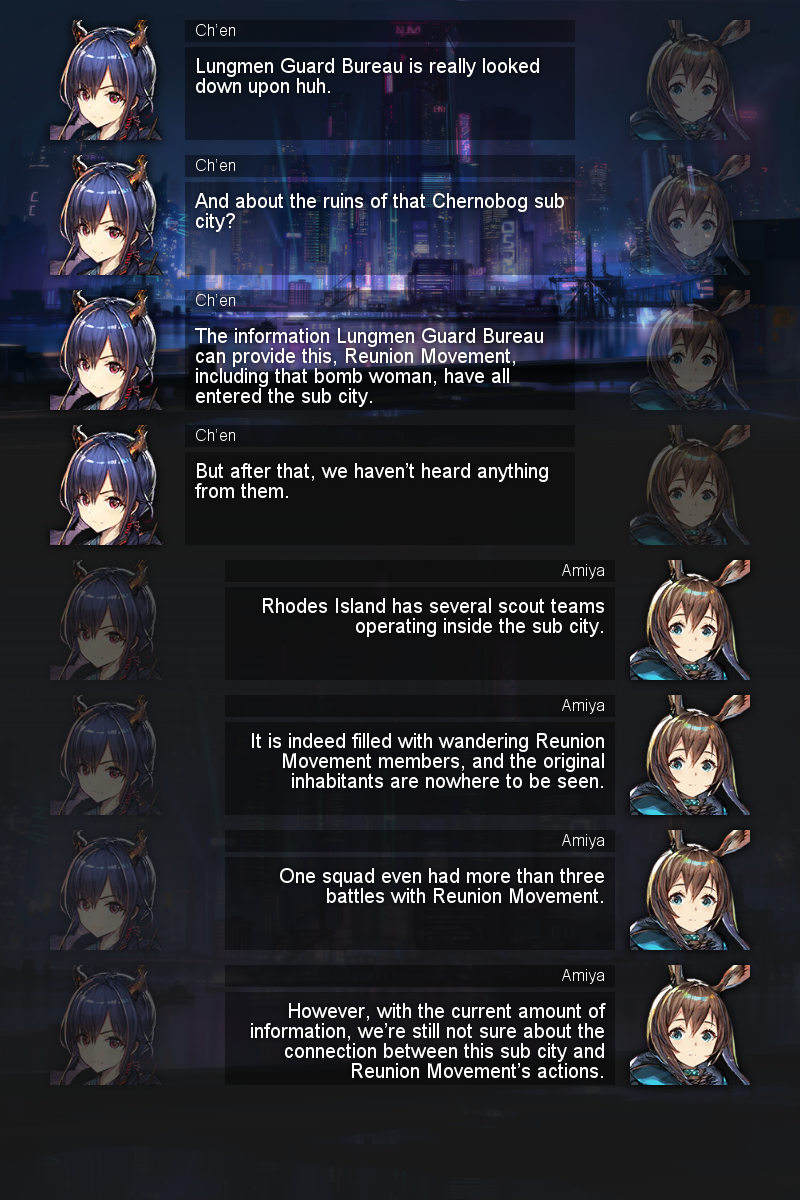 Ch'en
Lungmen Guard Bureau is really looked
down upon huh.
Ch'en
And about the ruins of that Chernobog sub
city?
Ch'en
The information Lungmen Guard Bureau
can provide this, Reunion Movement,
including that bomb woman, have all
entered the sub city.
Ch'en
But after that, we haven't heard anything
from them.
Amiya
Rhodes Island has several scout teams
operating inside the sub city.
Amiya
It is indeed filled with wandering Reunion
Movement members, and the original
inhabitants are nowhere to be seen.
Amiya
One squad even had more than three
battles with Reunion Movement.
Amiya
However, with the current amount of
information, we're still not sure about the
connection between this sub city and
Reunion Movement's actions.